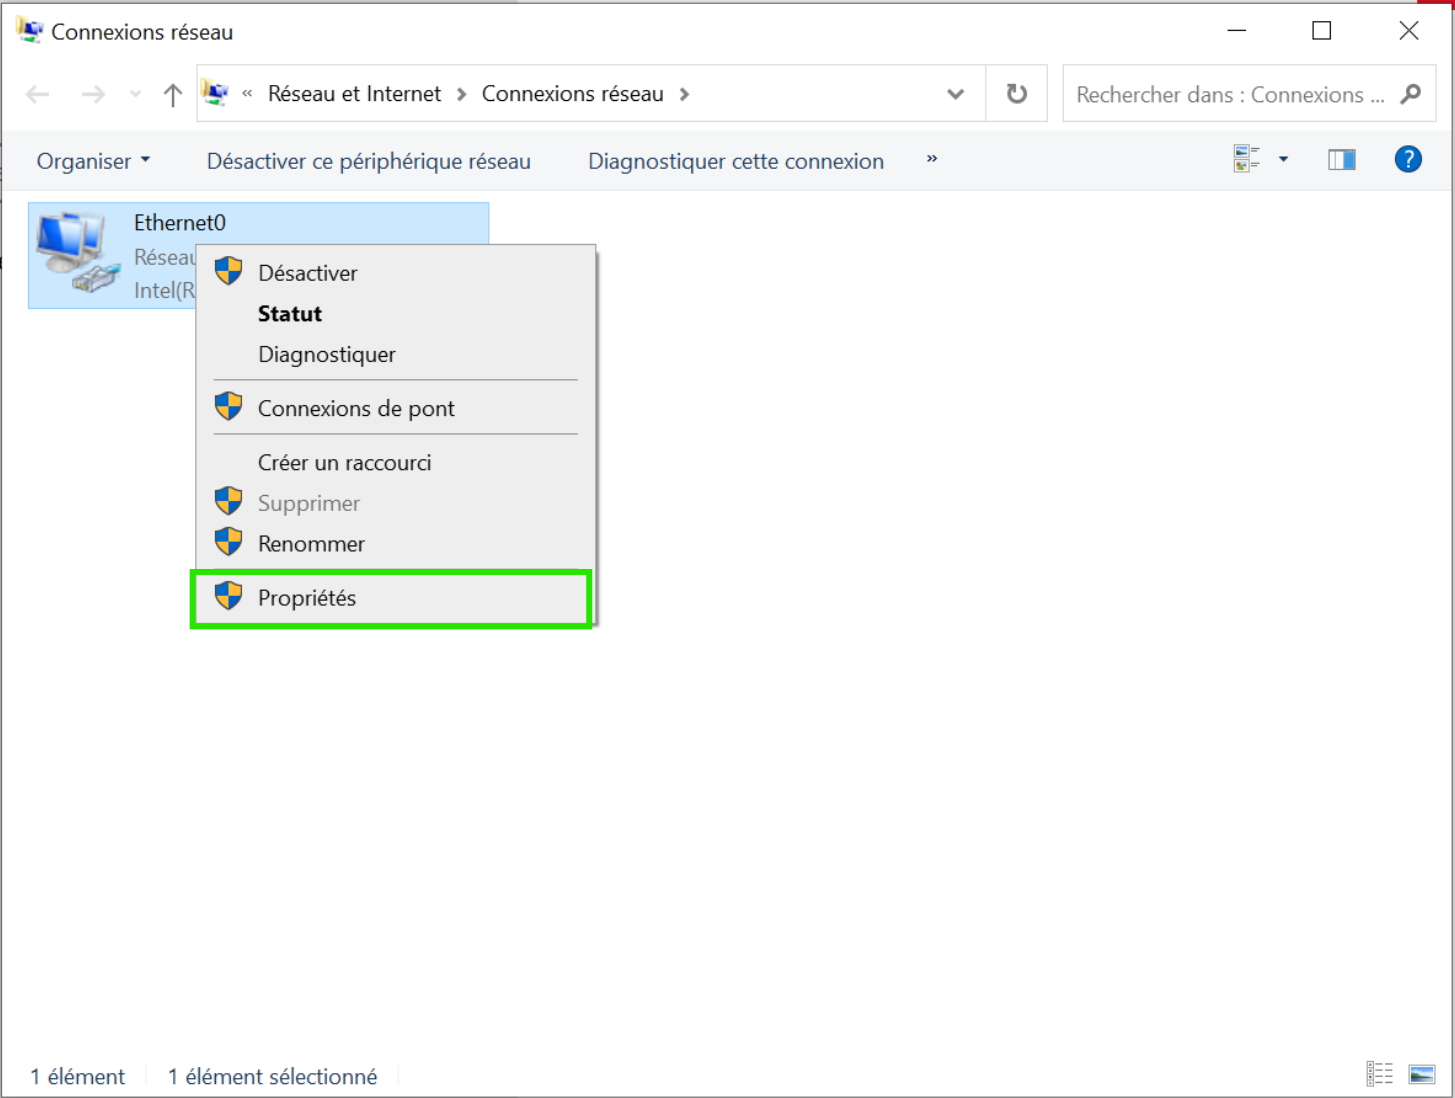 Connexions réseau
« Réseau et Internet > Connexions réseau >
Rechercher dans : Connexions ...
Organiser
Désactiver ce périphérique réseau
Diagnostiquer cette connexion
»
?
Ethernet0
Réseau
Intel(R
Désactiver
Statut
Diagnostiquer
Connexions de pont
Créer un raccourci
Supprimer
Renommer
Propriétés
1 élément
1 élément sélectionné